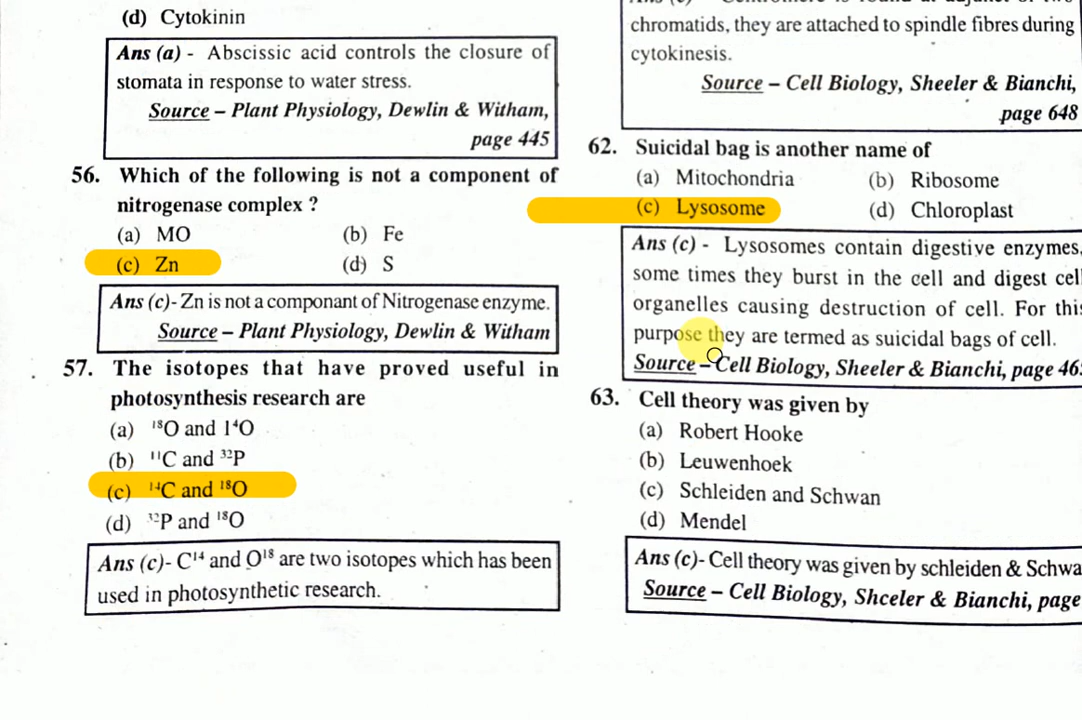 (d) Cytokinin
Ans (a) - Abscissic acid controls the closure of
stomata in response to water stress.
Source – Plant Physiology, Dewlin & Witham,
page 445
56. Which of the following is not a component of
nitrogenase complex ?
(a) MO (b) Fe
(c) Zn (d) S
Ans (c)- Zn is not a componant of Nitrogenase enzyme.
Source – Plant Physiology, Dewlin & Witham
57. The isotopes that have proved useful in
photosynthesis research are
(a) ¹⁸O and 1⁴O
(b) ¹¹C and ³²P
(c) ¹⁴C and ¹⁸O
(d) ³²P and ¹⁸O
Ans (c)- C¹⁴ and O¹⁸ are two isotopes which has been
used in photosynthetic research.
chromatids, they are attached to spindle fibres during
cytokinesis.
Source – Cell Biology, Sheeler & Bianchi,
page 648
62. Suicidal bag is another name of
(a) Mitochondria (b) Ribosome
(c) Lysosome (d) Chloroplast
Ans (c) - Lysosomes contain digestive enzymes,
some times they burst in the cell and digest cel
organelles causing destruction of cell. For this
purpose they are termed as suicidal bags of cell.
Source – Cell Biology, Sheeler & Bianchi, page 46
63. Cell theory was given by
(a) Robert Hooke
(b) Leuwenhoek
(c) Schleiden and Schwan
(d) Mendel
Ans (c)- Cell theory was given by schleiden & Schwa
Source – Cell Biology, Shceler & Bianchi, page